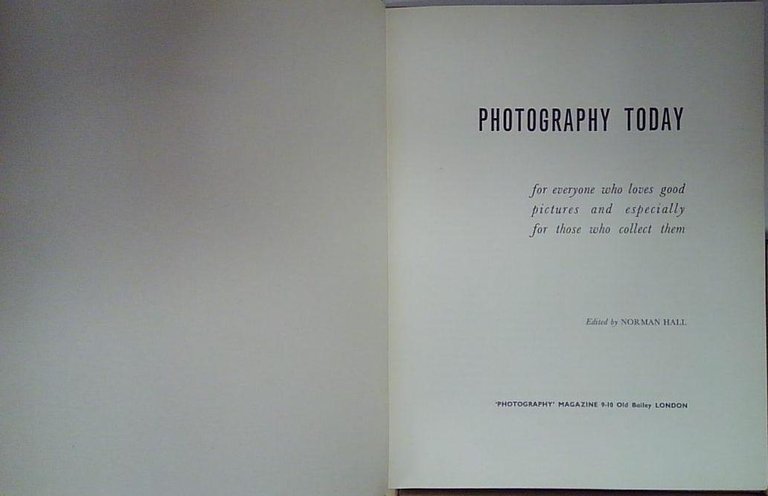 PHOTOGRAPHY TODAY
for everyone who loves good
pictures and especially
for those who collect them
Edited by NORMAN HALL
'PHOTOGRAPHY' MAGAZINE 9-10 Old Bailey LONDON